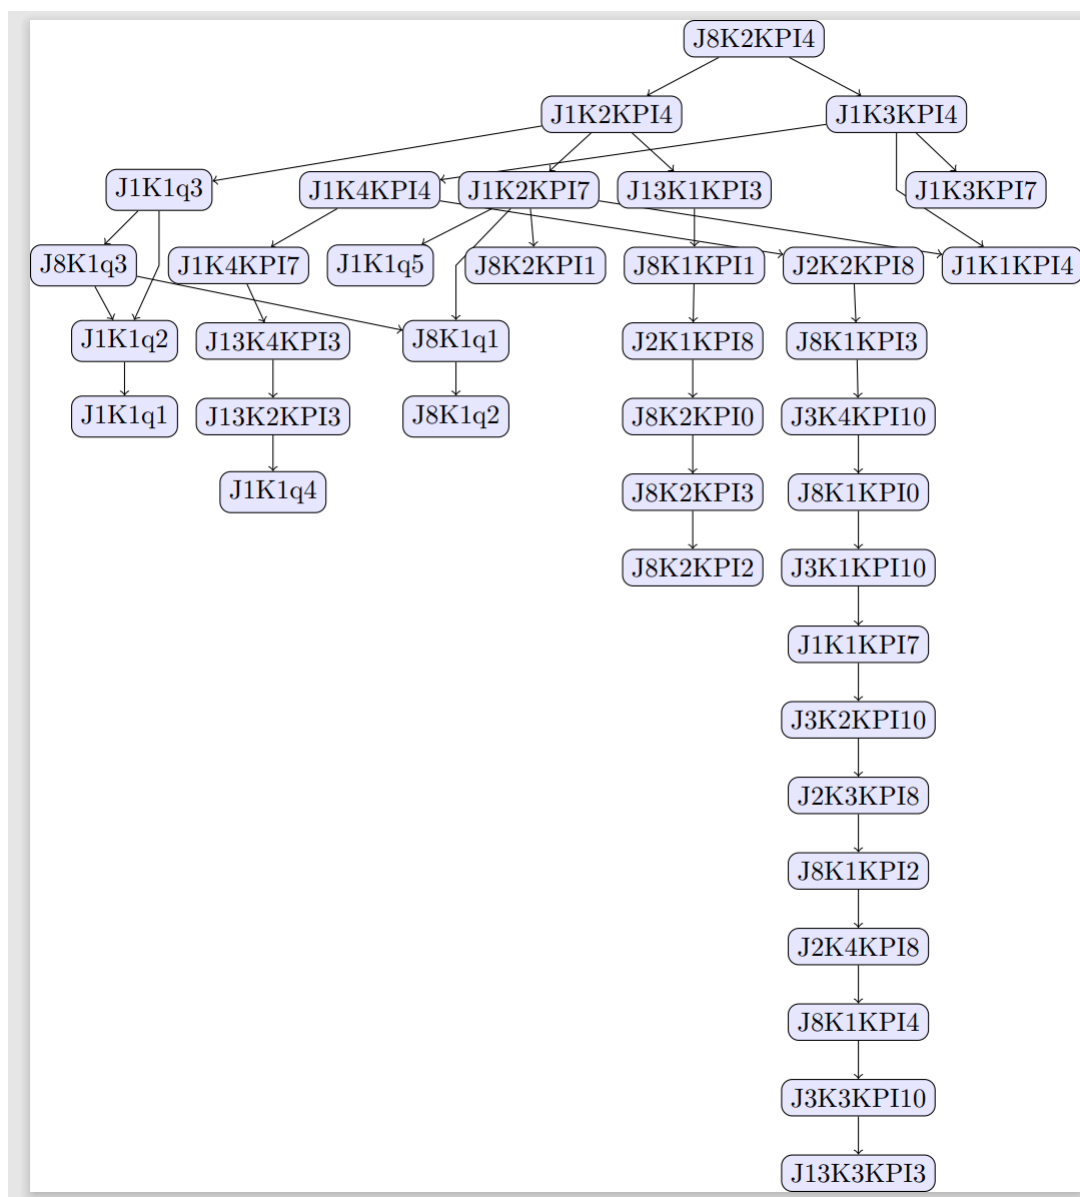 J8K2KPI4
J1K2KPI4 J1K3KPI4
J1K1q3 J1K4KPI4 J1K2KPI7 J13K1KPI3 J1K3KPI7
J8K1q3 J1K4KPI7 J1K1q5 J8K2KPI1 J8K1KPI1 J2K2KPI8 J1K1KPI4
J1K1q2 J13K4KPI3 J8K1q1 J2K1KPI8 J8K1KPI3
J1K1q1 J13K2KPI3 J8K1q2 J8K2KPI0 J3K4KPI10
J1K1q4 J8K2KPI3 J8K1KPI0
J8K2KPI2 J3K1KPI10
J1K1KPI7
J3K2KPI10
J2K3KPI8
J8K1KPI2
J2K4KPI8
J8K1KPI4
J3K3KPI10
J13K3KPI3